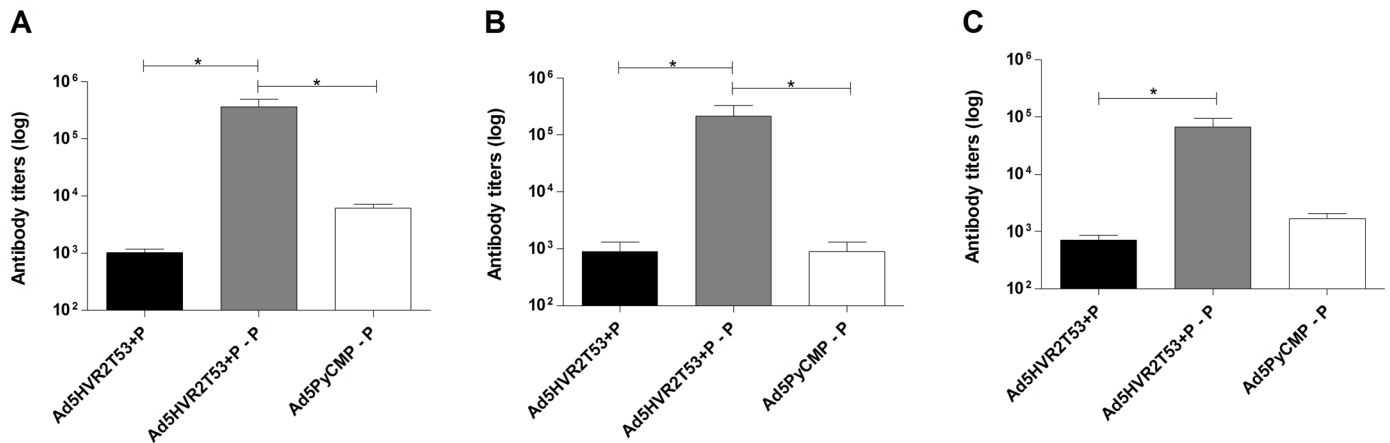 A
Antibody titers (log)
10⁶
10⁵
10⁴
10³
10²
*
*
Ad5HVR2T53+P
Ad5HVR2T53+P - P
Ad5PyCMP - P
B
Antibody titers (log)
10⁶
10⁵
10⁴
10³
10²
*
*
Ad5HVR2T53+P
Ad5HVR2T53+P - P
Ad5PyCMP - P
C
Antibody titers (log)
10⁶
10⁵
10⁴
10³
10²
*
Ad5HVR2T53+P
Ad5HVR2T53+P - P
Ad5PyCMP - P